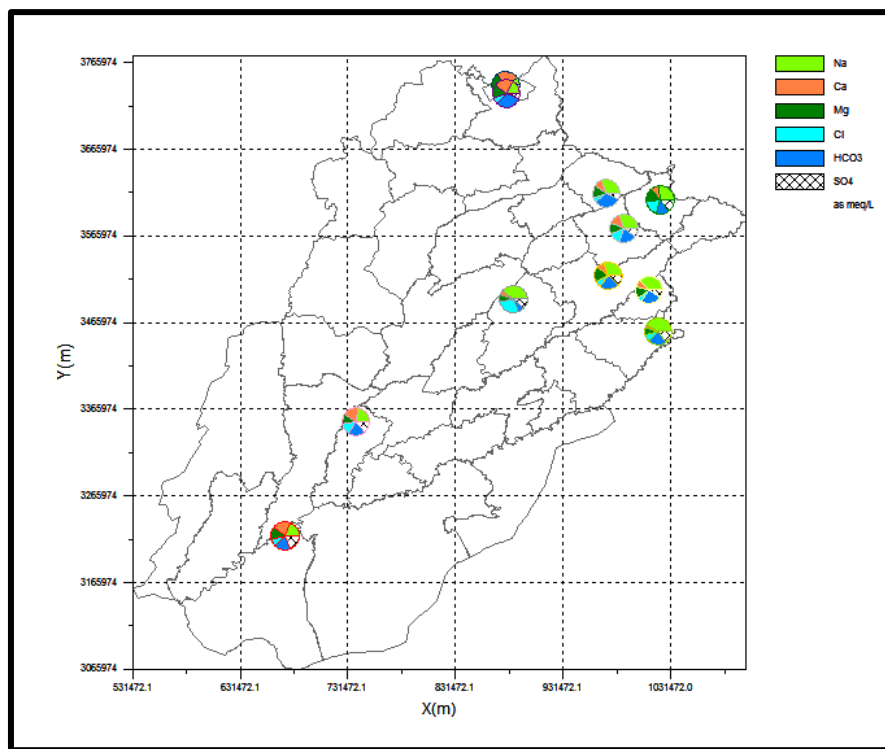 3765974
3665974
3565974
3465974
3365974
3265974
3165974
3065974
Y(m)
531472.1
631472.1
731472.1
831472.1
931472.1
1031472.0
X(m)
Na
Ca
Mg
Cl
HCO3
SO4
as meq/L